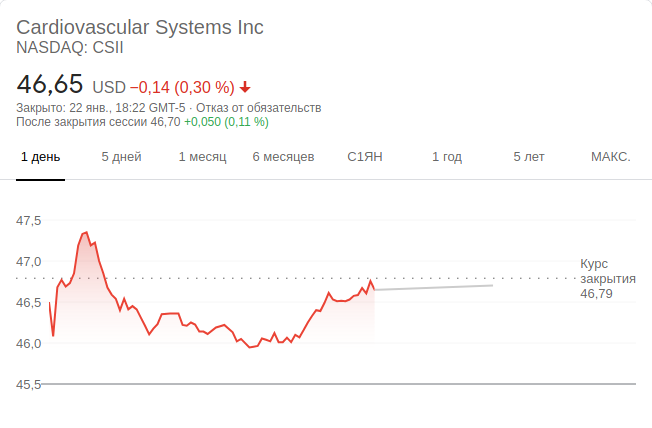 Cardiovascular Systems Inc
NASDAQ: CSII
46,65 USD −0,14 (0,30 %)
Закрыто: 22 янв., 18:22 GMT-5 · Отказ от обязательств
После закрытия сессии 46,70 +0,050 (0,11 %)
1 день 5 дней 1 месяц 6 месяцев С1ЯН 1 год 5 лет МАКС.
47,5
47,0
46,5
46,0
45,5
Курс
закрытия
46,79